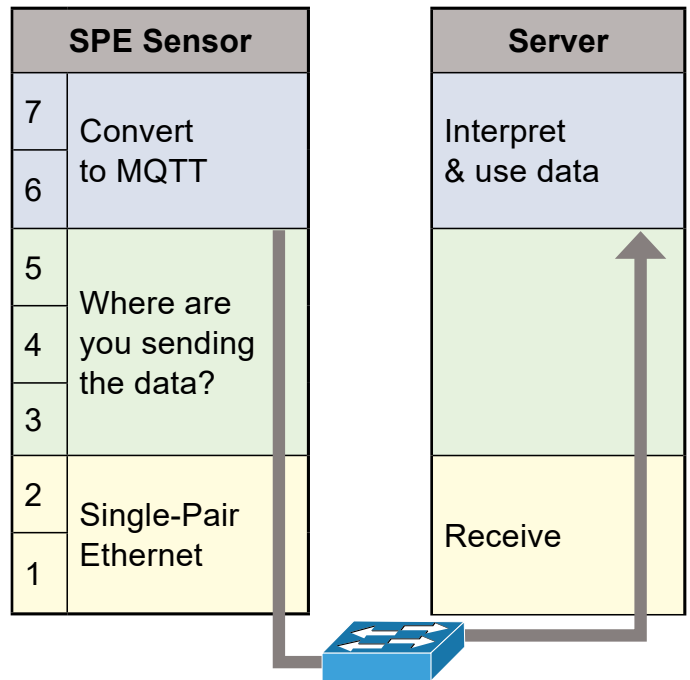 SPE Sensor
7
6
Convert
to MQTT
5
4
3
Where are
you sending
the data?
2
1
Single-Pair
Ethernet
Server
Interpret
& use data
Receive